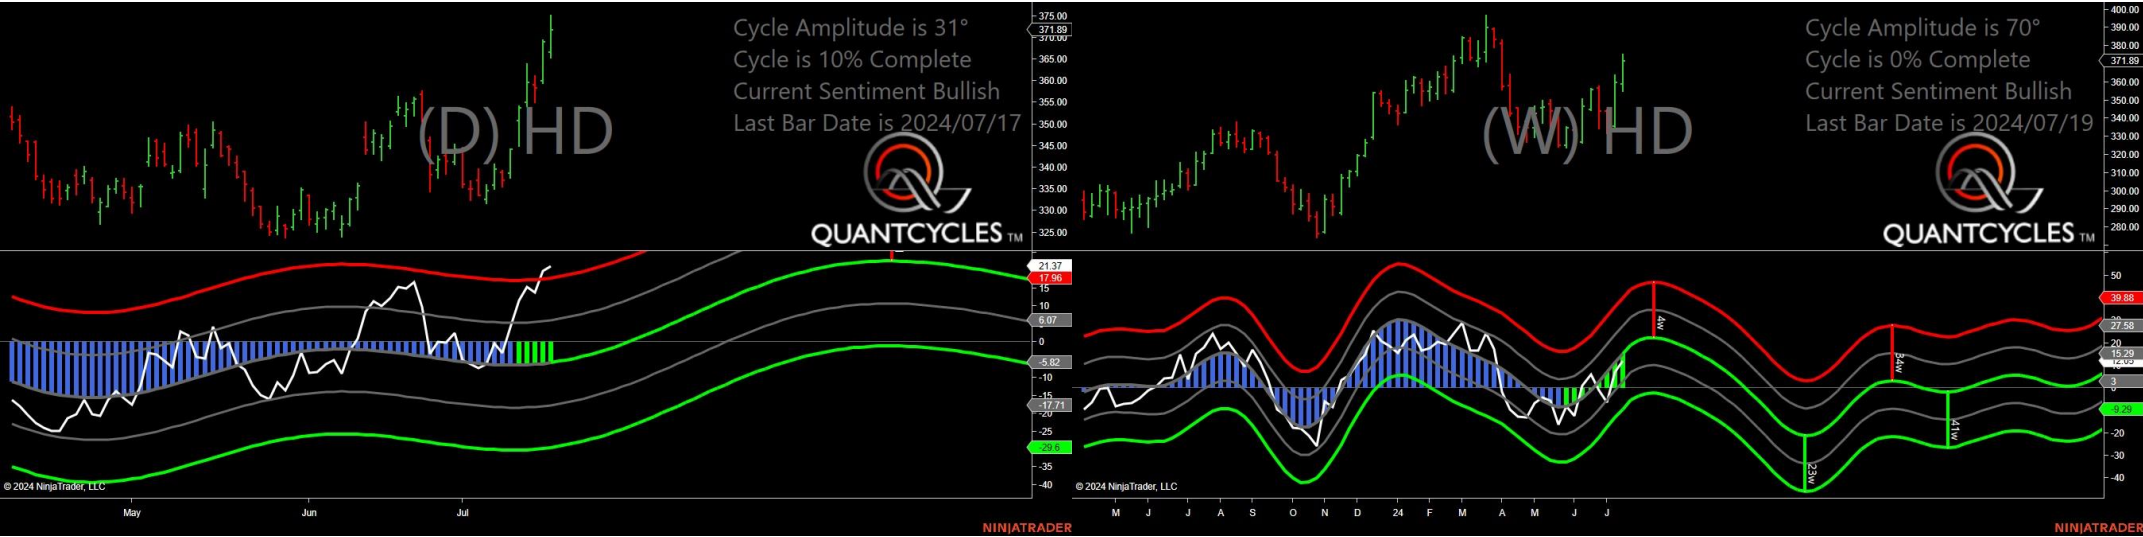 Cycle Amplitude is 31°
Cycle is 10% Complete
Current Sentiment Bullish
Last Bar Date is 2024/07/17
(D) HD
QUANTCYCLES TM
375.00
371.89
370.00
365.00
360.00
355.00
350.00
345.00
340.00
335.00
330.00
325.00
21.37
17.96
15
10
6.07
0
-5.82
-10
-15
-17.71
-20
-25
-29.6
-35
-40
© 2024 NinjaTrader, LLC
May
Jun
Jul
NINJATRADER
Cycle Amplitude is 70°
Cycle is 0% Complete
Current Sentiment Bullish
Last Bar Date is 2024/07/19
(W) HD
QUANTCYCLES TM
400.00
390.00
380.00
371.89
360.00
350.00
340.00
330.00
320.00
310.00
300.00
290.00
280.00
50
39.88
27.58
20
15.29
3
0
-9.29
-20
-30
-40
4w
34w
23w
41w
© 2024 NinjaTrader, LLC
M
J
J
A
S
O
N
D
24
F
M
A
M
J
J
NINJATRADER